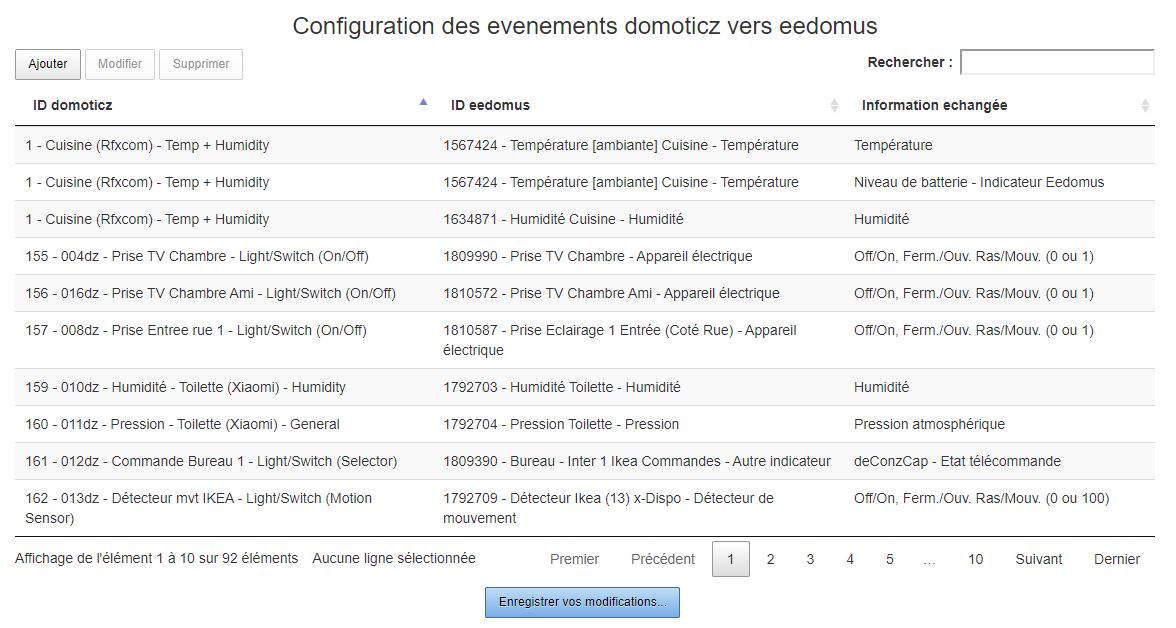 Configuration des evenements domoticz vers eedomus
Ajouter Modifier Supprimer Rechercher :
ID domoticz ID eedomus Information echangée
1 - Cuisine (Rfxcom) - Temp + Humidity 1567424 - Température [ambiante] Cuisine - Température Température
1 - Cuisine (Rfxcom) - Temp + Humidity 1567424 - Température [ambiante] Cuisine - Température Niveau de batterie - Indicateur Eedomus
1 - Cuisine (Rfxcom) - Temp + Humidity 1634871 - Humidité Cuisine - Humidité Humidité
155 - 004dz - Prise TV Chambre - Light/Switch (On/Off) 1809990 - Prise TV Chambre - Appareil électrique Off/On, Ferm./Ouv. Ras/Mouv. (0 ou 1)
156 - 016dz - Prise TV Chambre Ami - Light/Switch (On/Off) 1810572 - Prise TV Chambre Ami - Appareil électrique Off/On, Ferm./Ouv. Ras/Mouv. (0 ou 1)
157 - 008dz - Prise Entree rue 1 - Light/Switch (On/Off) 1810587 - Prise Eclairage 1 Entrée (Coté Rue) - Appareil Off/On, Ferm./Ouv. Ras/Mouv. (0 ou 1)
électrique
159 - 010dz - Humidité - Toilette (Xiaomi) - Humidity 1792703 - Humidité Toilette - Humidité Humidité
160 - 011dz - Pression - Toilette (Xiaomi) - General 1792704 - Pression Toilette - Pression Pression atmosphérique
161 - 012dz - Commande Bureau 1 - Light/Switch (Selector) 1809390 - Bureau - Inter 1 Ikea Commandes - Autre indicateur deConzCap - Etat télécommande
162 - 013dz - Détecteur mvt IKEA - Light/Switch (Motion 1792709 - Détecteur Ikea (13) x-Dispo - Détecteur de Off/On, Ferm./Ouv. Ras/Mouv. (0 ou 100)
Sensor) mouvement
Affichage de l'élément 1 à 10 sur 92 éléments Aucune ligne sélectionnée Premier Précédent 1 2 3 4 5 … 10 Suivant Dernier
Enregistrer vos modifications...